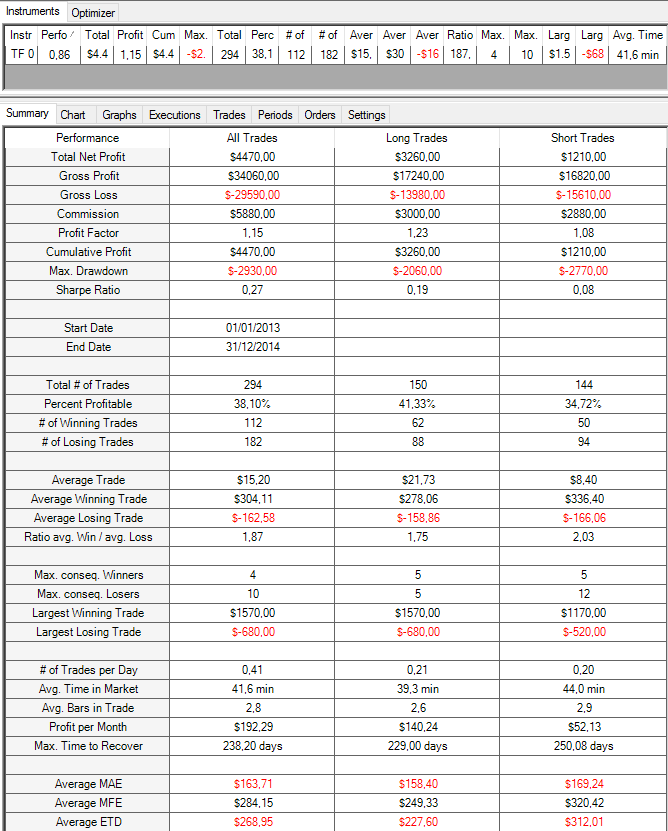 Instruments Optimizer
Instr Perfo Total Profit Cum Max. Total Perc # of # of Aver Aver Aver Ratio Max. Max. Larg Larg Avg. Time
TF 0 0,86 $4.4 1,15 $4.4 -$2. 294 38,1 112 182 $15, $30 -$16 187, 4 10 $1.5 -$68 41,6 min
Summary Chart Graphs Executions Trades Periods Orders Settings
Performance All Trades Long Trades Short Trades
Total Net Profit $4470,00 $3260,00 $1210,00
Gross Profit $34060,00 $17240,00 $16820,00
Gross Loss $-29590,00 $-13980,00 $-15610,00
Commission $5880,00 $3000,00 $2880,00
Profit Factor 1,15 1,23 1,08
Cumulative Profit $4470,00 $3260,00 $1210,00
Max. Drawdown $-2930,00 $-2060,00 $-2770,00
Sharpe Ratio 0,27 0,19 0,08
Start Date 01/01/2013
End Date 31/12/2014
Total # of Trades 294 150 144
Percent Profitable 38,10% 41,33% 34,72%
# of Winning Trades 112 62 50
# of Losing Trades 182 88 94
Average Trade $15,20 $21,73 $8,40
Average Winning Trade $304,11 $278,06 $336,40
Average Losing Trade $-162,58 $-158,86 $-166,06
Ratio avg. Win / avg. Loss 1,87 1,75 2,03
Max. conseq. Winners 4 5 5
Max. conseq. Losers 10 5 12
Largest Winning Trade $1570,00 $1570,00 $1170,00
Largest Losing Trade $-680,00 $-680,00 $-520,00
# of Trades per Day 0,41 0,21 0,20
Avg. Time in Market 41,6 min 39,3 min 44,0 min
Avg. Bars in Trade 2,8 2,6 2,9
Profit per Month $192,29 $140,24 $52,13
Max. Time to Recover 238,20 days 229,00 days 250,08 days
Average MAE $163,71 $158,40 $169,24
Average MFE $284,15 $249,33 $320,42
Average ETD $268,95 $227,60 $312,01